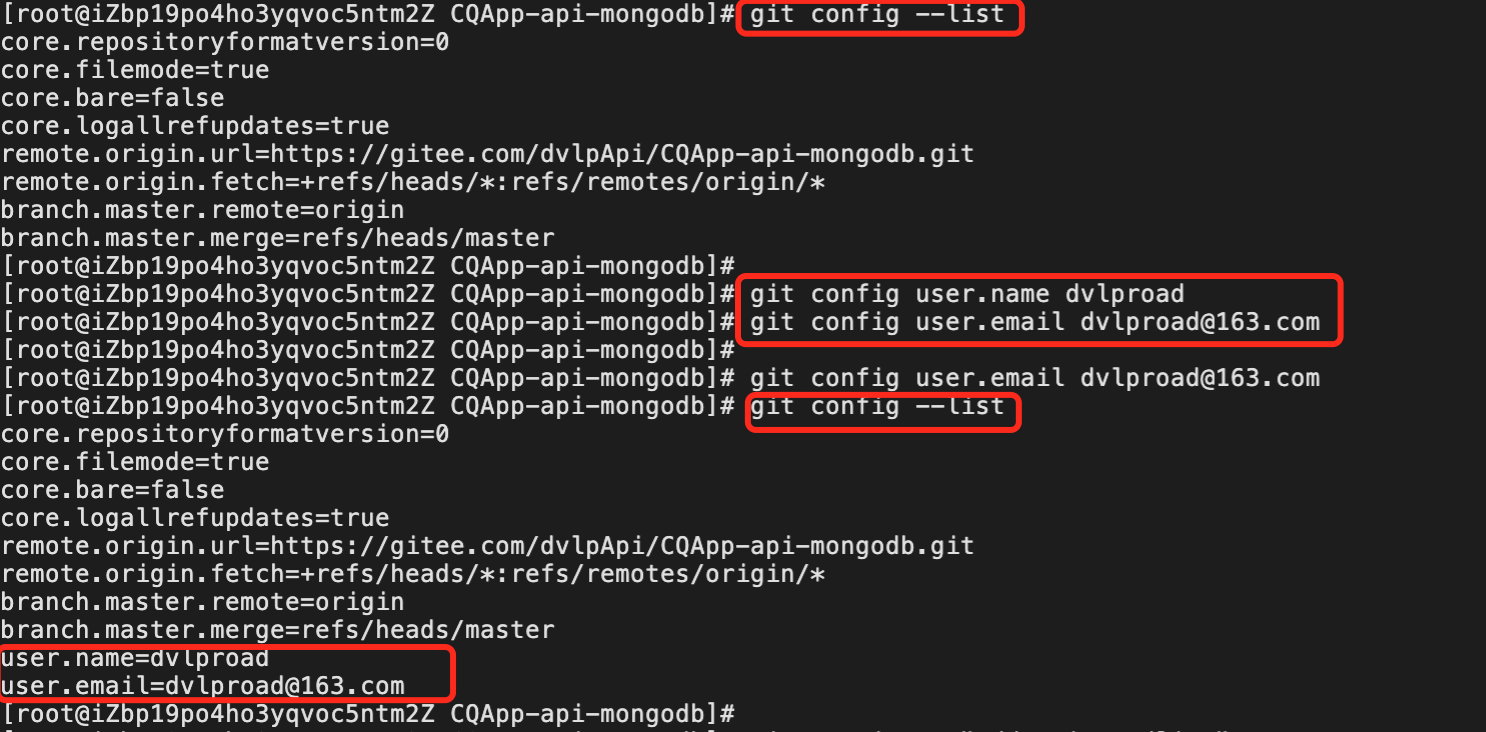 [root@iZbp19po4ho3yqvoc5ntm2Z CQApp-api-mongodb]# git config --list
core.repositoryformatversion=0
core.filemode=true
core.bare=false
core.logallrefupdates=true
remote.origin.url=https://gitee.com/dvlpApi/CQApp-api-mongodb.git
remote.origin.fetch=+refs/heads/*:refs/remotes/origin/*
branch.master.remote=origin
branch.master.merge=refs/heads/master
[root@iZbp19po4ho3yqvoc5ntm2Z CQApp-api-mongodb]#
[root@iZbp19po4ho3yqvoc5ntm2Z CQApp-api-mongodb]# git config user.name dvlproad
[root@iZbp19po4ho3yqvoc5ntm2Z CQApp-api-mongodb]# git config user.email dvlproad@163.com
[root@iZbp19po4ho3yqvoc5ntm2Z CQApp-api-mongodb]#
[root@iZbp19po4ho3yqvoc5ntm2Z CQApp-api-mongodb]# git config user.email dvlproad@163.com
[root@iZbp19po4ho3yqvoc5ntm2Z CQApp-api-mongodb]# git config --list
core.repositoryformatversion=0
core.filemode=true
core.bare=false
core.logallrefupdates=true
remote.origin.url=https://gitee.com/dvlpApi/CQApp-api-mongodb.git
remote.origin.fetch=+refs/heads/*:refs/remotes/origin/*
branch.master.remote=origin
branch.master.merge=refs/heads/master
user.name=dvlproad
user.email=dvlproad@163.com
[root@iZbp19po4ho3yqvoc5ntm2Z CQApp-api-mongodb]#